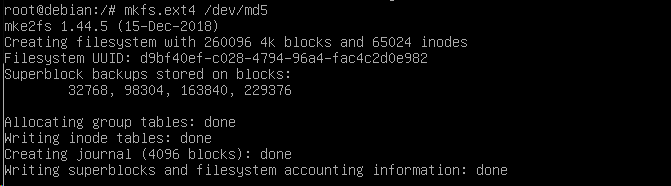 root@debian:/# mkfs.ext4 /dev/md5
mke2fs 1.44.5 (15-Dec-2018)
Creating filesystem with 260096 4k blocks and 65024 inodes
Filesystem UUID: d9bf40ef-c028-4794-96a4-fac4c2d0e982
Superblock backups stored on blocks:
        32768, 98304, 163840, 229376

Allocating group tables: done
Writing inode tables: done
Creating journal (4096 blocks): done
Writing superblocks and filesystem accounting information: done